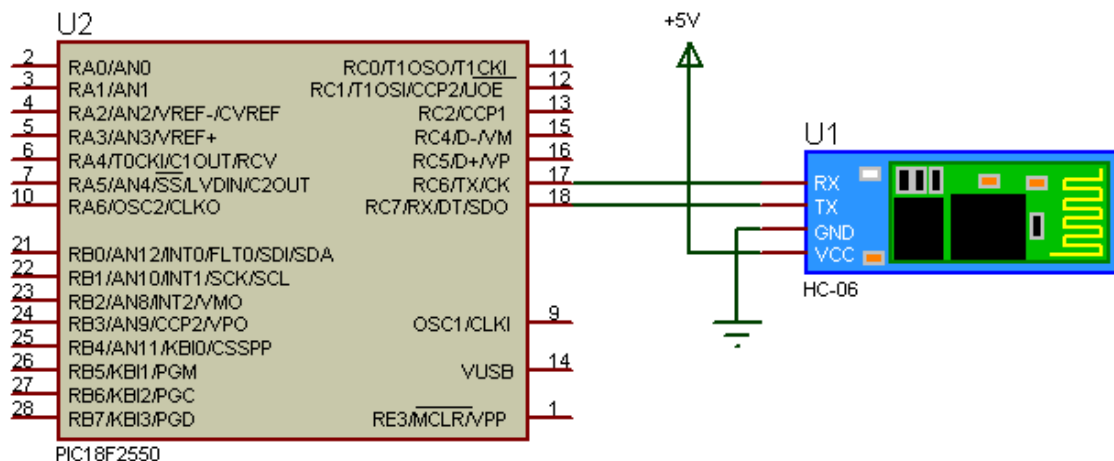 U2
2 RA0/AN0
3 RA1/AN1
4 RA2/AN2/VREF-/CVREF
5 RA3/AN3/VREF+
6 RA4/T0CKI/C1OUT/RCV
7 RA5/AN4/SS/LVDIN/C2OUT
10 RA6/OSC2/CLKO
21 RB0/AN12/INT0/FLT0/SDI/SDA
22 RB1/AN10/INT1/SCK/SCL
23 RB2/AN8/INT2/VMO
24 RB3/AN9/CCP2/VPO
25 RB4/AN11/KBI0/CSSPP
26 RB5/KBI1/PGM
27 RB6/KBI2/PGC
28 RB7/KBI3/PGD
RC0/T1OSO/T1CKI 11
RC1/T1OSI/CCP2/UOE 12
RC2/CCP1 13
RC4/D-/VM 15
RC5/D+/VP 16
RC6/TX/CK 17
RC7/RX/DT/SDO 18
OSC1/CLKI 9
VUSB 14
RE3/MCLR/VPP 1
PIC18F2550
+5V
U1
RX
TX
GND
VCC
HC-06